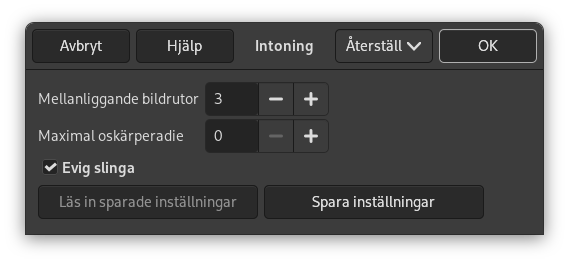 Avbryt Hjälp Intoning Återställ OK
Mellanliggande bildrutor 3
Maximal oskärperadie 0
Evig slinga
Läs in sparade inställningar Spara inställningar